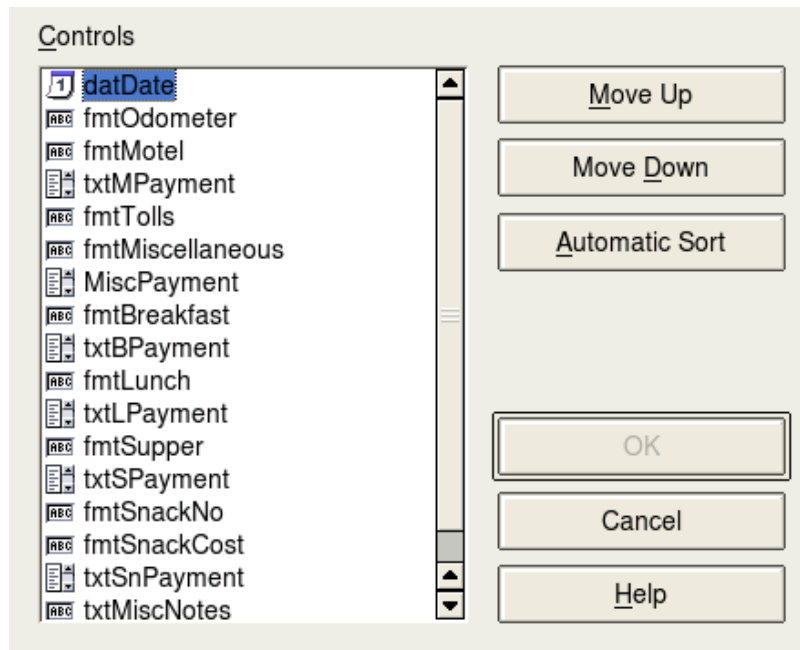 Controls
datDate
fmtOdometer
fmtMotel
txtMPayment
fmtTolls
fmtMiscellaneous
MiscPayment
fmtBreakfast
txtBPayment
fmtLunch
txtLPayment
fmtSupper
txtSPayment
fmtSnackNo
fmtSnackCost
txtSnPayment
txtMiscNotes
Move Up
Move Down
Automatic Sort
OK
Cancel
Help